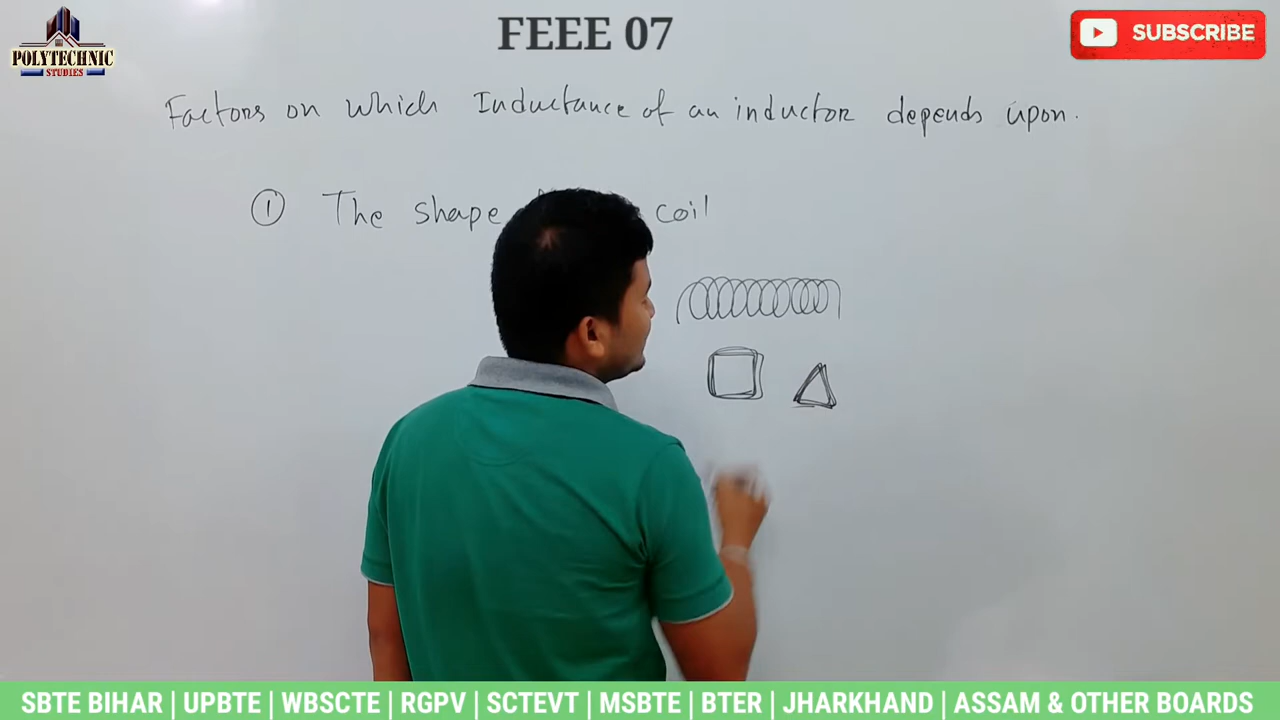 FEEE 07
SUBSCRIBE
POLYTECHNIC
STUDIES
Factors on which Inductance of an inductor depends upon.
① The shape coil
SBTE BIHAR | UPBTE | WBSCTE | RGPV | SCTEVT | MSBTE | BTER | JHARKHAND | ASSAM & OTHER BOARDS